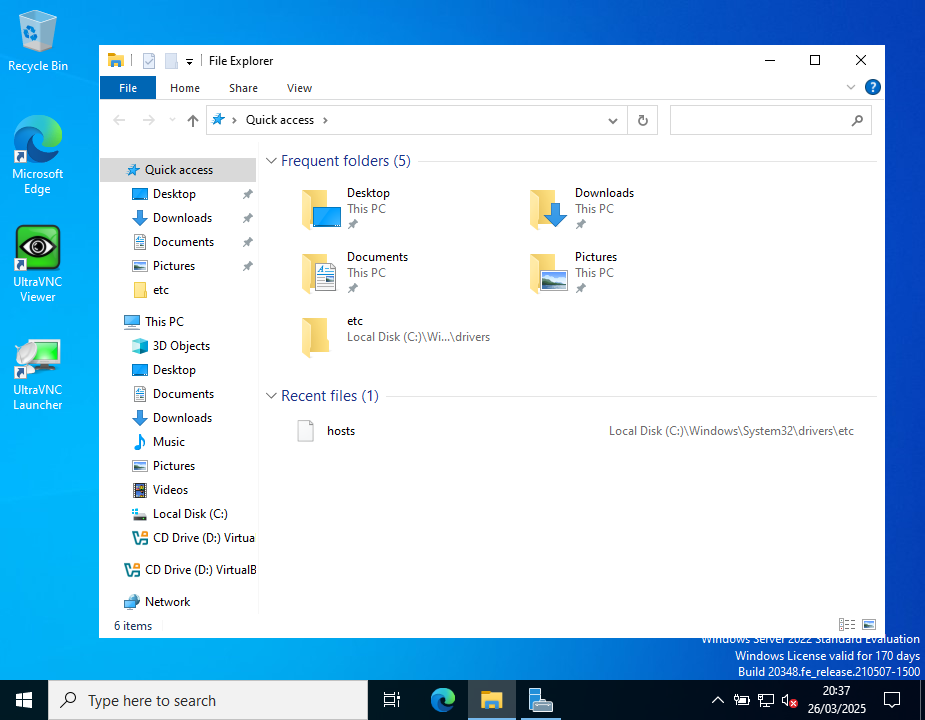 Recycle Bin
Microsoft
Edge
UltraVNC
Viewer
UltraVNC
Launcher
File Explorer
File
Home
Share
View
?
Quick access
Quick access
Desktop
Downloads
Documents
Pictures
etc
This PC
3D Objects
Desktop
Documents
Downloads
Music
Pictures
Videos
Local Disk (C:)
CD Drive (D:) Virtua
CD Drive (D:) VirtualB
Network
6 items
Frequent folders (5)
Desktop
This PC
Downloads
This PC
Documents
This PC
Pictures
This PC
etc
Local Disk (C:)\Wi...\drivers
Recent files (1)
hosts
Local Disk (C:)\Windows\System32\drivers\etc
Windows Server 2022 Standard Evaluation
Windows License valid for 170 days
Build 20348.fe_release.210507-1500
Type here to search
20:37
26/03/2025